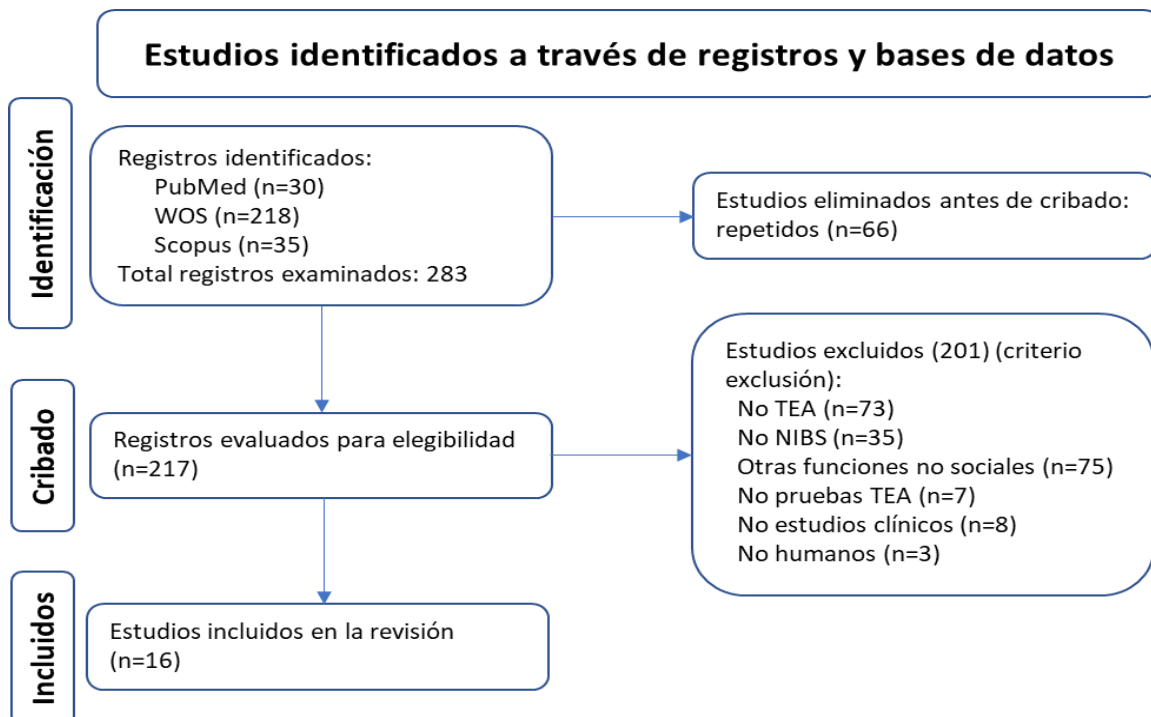 Estudios identificados a través de registros y bases de datos
Identificación
Registros identificados:
PubMed (n=30)
WOS (n=218)
Scopus (n=35)
Total registros examinados: 283
Estudios eliminados antes de cribado:
repetidos (n=66)
Cribado
Registros evaluados para elegibilidad
(n=217)
Estudios excluidos (201) (criterio
exclusión):
No TEA (n=73)
No NIBS (n=35)
Otras funciones no sociales (n=75)
No pruebas TEA (n=7)
No estudios clínicos (n=8)
No humanos (n=3)
Incluidos
Estudios incluidos en la revisión
(n=16)